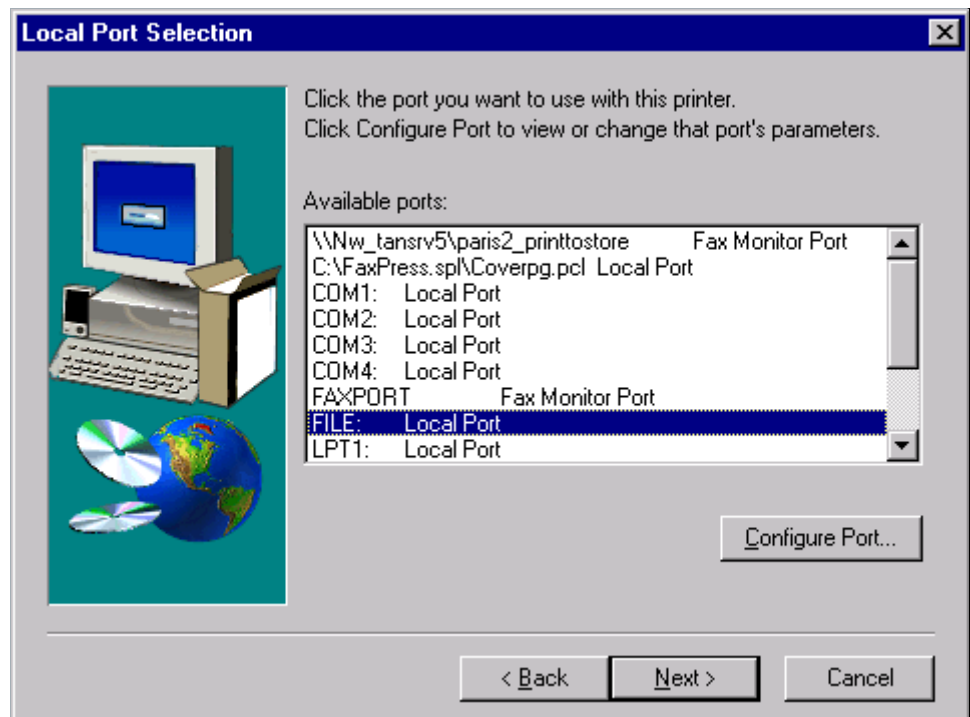 Local Port Selection
Click the port you want to use with this printer.
Click Configure Port to view or change that port's parameters.
Available ports:
\\Nw_tansrv5\paris2_printtostore Fax Monitor Port
C:\FaxPress.spl\Coverpg.pcl Local Port
COM1: Local Port
COM2: Local Port
COM3: Local Port
COM4: Local Port
FAXPORT Fax Monitor Port
FILE: Local Port
LPT1: Local Port
Configure Port...
< Back Next > Cancel